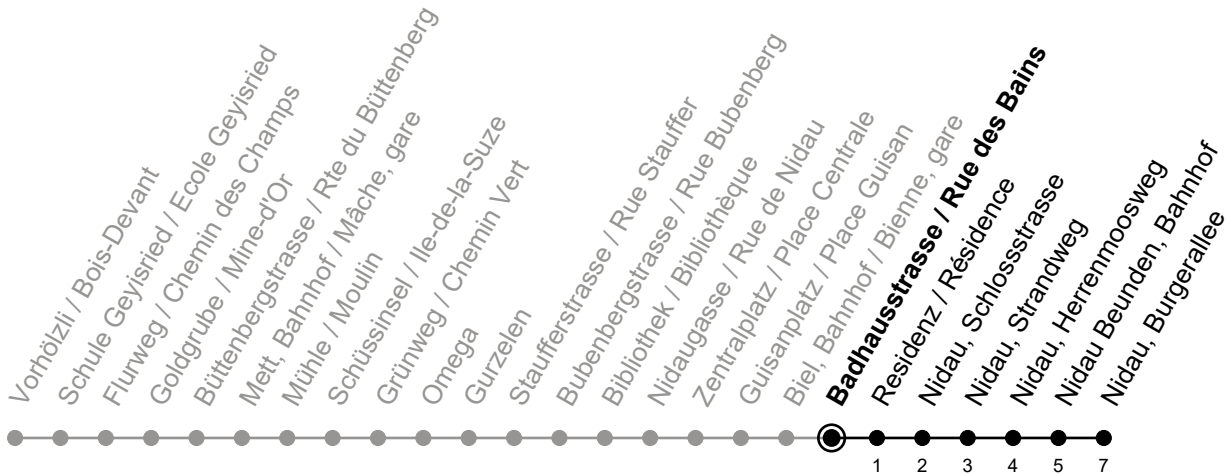 Vorhölzli / Bois-Devant
Schule Geyisried / Ecole Geyisried
Flurweg / Chemin des Champs
Goldgrube / Mine-d'Or
Büttenbergstrasse / Rte du Büttenberg
Mett, Bahnhof / Mâche, gare
Mühle / Moulin
Schüssinsel / Ile-de-la-Suze
Grünweg / Chemin Vert
Omega
Gurzelen
Staufferstrasse / Rue Stauffer
Bubenbergstrasse / Rue Bubenberg
Bibliothek / Bibliothèque
Nidaugasse / Rue de Nidau
Zentralplatz / Place Centrale
Guisanplatz / Place Guisan
Biel, Bahnhof / Bienne, gare
Badhausstrasse / Rue des Bains
Residenz / Résidence
Nidau, Schlossstrasse
Nidau, Strandweg
Nidau, Herrenmoosweg
Nidau Beunden, Bahnhof
Nidau, Burgerallee
1 2 3 4 5 7